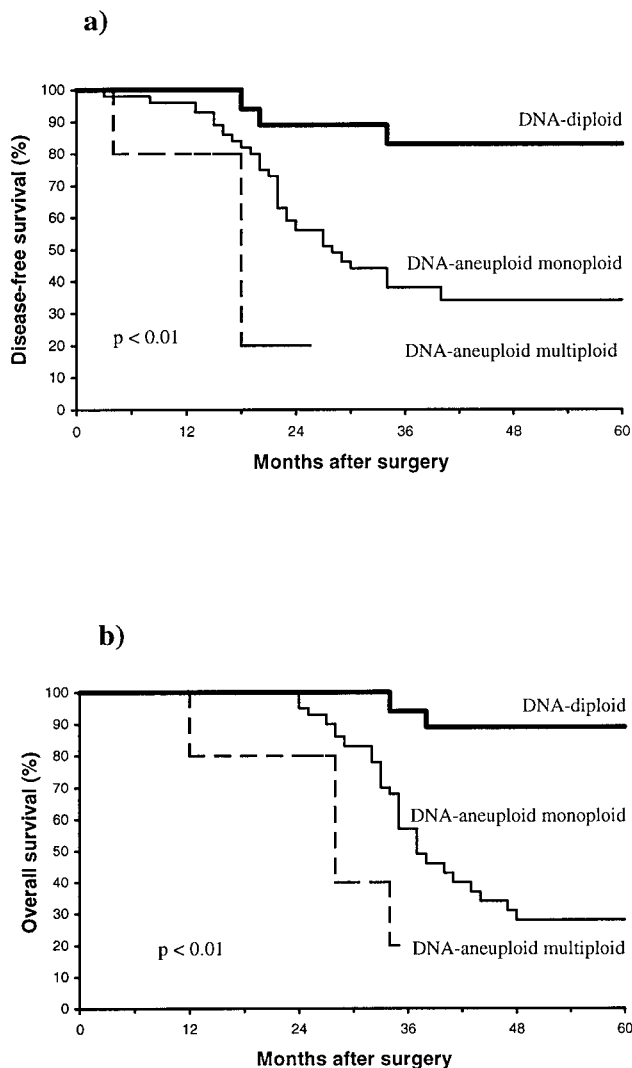 a)
100
90
80
70
60
50
40
30
20
10
0
Disease-free survival (%)
DNA-diploid
DNA-aneuploid monoploid
DNA-aneuploid multiploid
p < 0.01
0 12 24 36 48 60
Months after surgery
b)
100
90
80
70
60
50
40
30
20
10
0
Overall survival (%)
DNA-diploid
DNA-aneuploid monoploid
DNA-aneuploid multiploid
p < 0.01
0 12 24 36 48 60
Months after surgery